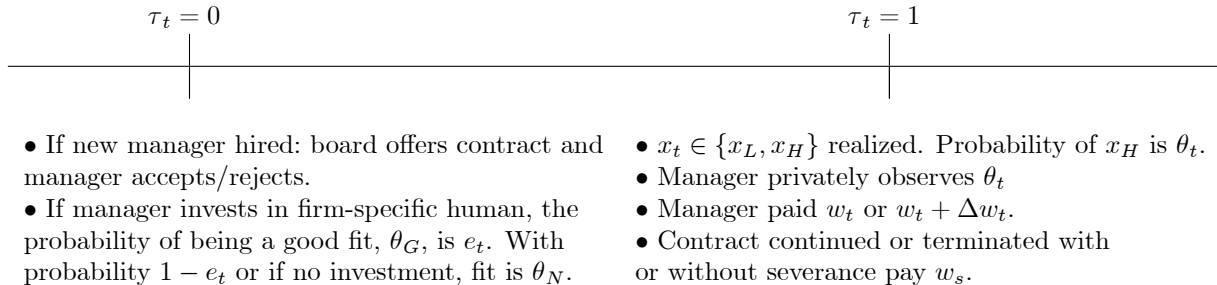 τ_t = 0
τ_t = 1
• If new manager hired: board offers contract and
manager accepts/rejects.
• If manager invests in firm-specific human, the
probability of being a good fit, θ_G, is e_t. With
probability 1 − e_t or if no investment, fit is θ_N.
• x_t ∈ {x_L, x_H} realized. Probability of x_H is θ_t.
• Manager privately observes θ_t
• Manager paid w_t or w_t + Δw_t.
• Contract continued or terminated with
or without severance pay w_s.